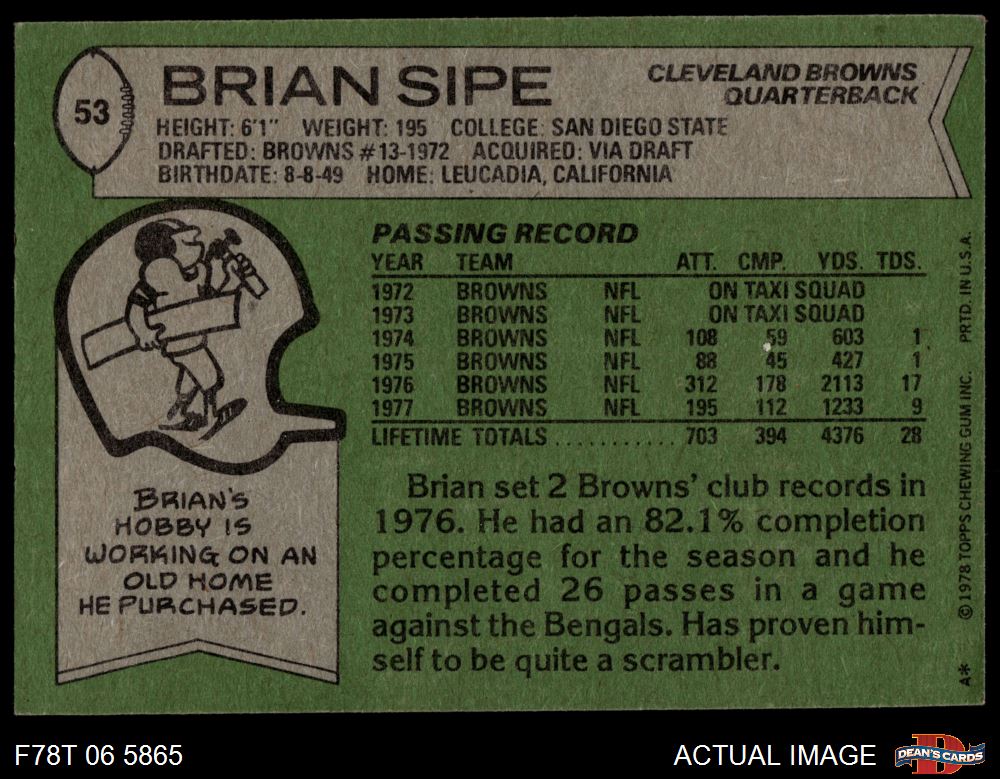 53
BRIAN SIPE
CLEVELAND BROWNS
QUARTERBACK
HEIGHT: 6'1" WEIGHT: 195 COLLEGE: SAN DIEGO STATE
DRAFTED: BROWNS #13-1972 ACQUIRED: VIA DRAFT
BIRTHDATE: 8-8-49 HOME: LEUCADIA, CALIFORNIA
PASSING RECORD
YEAR TEAM ATT. CMP. YDS. TDS.
1972 BROWNS NFL ON TAXI SQUAD
1973 BROWNS NFL ON TAXI SQUAD
1974 BROWNS NFL 108 59 603 1
1975 BROWNS NFL 88 45 427 1
1976 BROWNS NFL 312 178 2113 17
1977 BROWNS NFL 195 112 1233 9
LIFETIME TOTALS ........... 703 394 4376 28
BRIAN'S
HOBBY IS
WORKING ON AN
OLD HOME
HE PURCHASED.
Brian set 2 Browns' club records in
1976. He had an 82.1% completion
percentage for the season and he
completed 26 passes in a game
against the Bengals. Has proven him-
self to be quite a scrambler.
A* © 1978 TOPPS CHEWING GUM INC. PRTD. IN U.S.A.
F78T 06 5865
ACTUAL IMAGE
D
DEAN'S CARDS